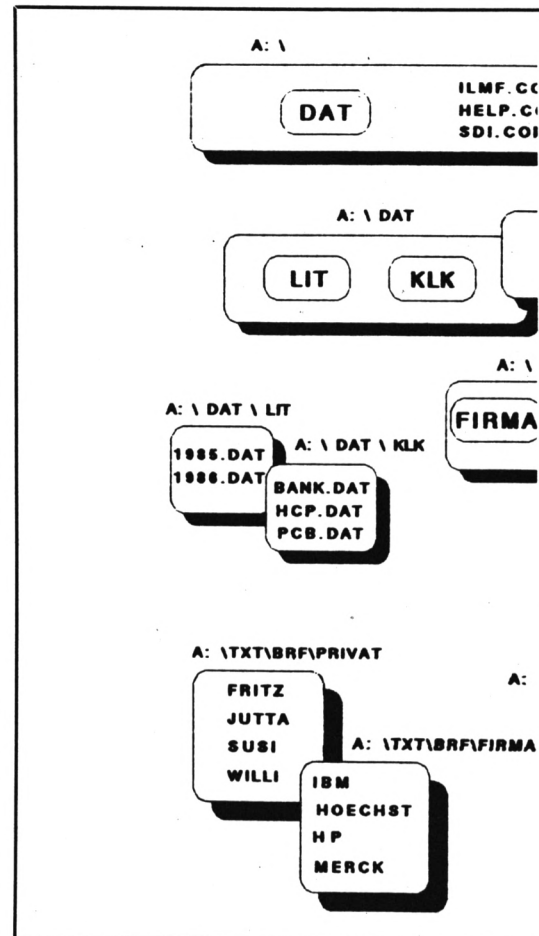 A: \
DAT
ILMF.CO
HELP.C
SDI.CO
A: \ DAT
LIT
KLK
A: \
FIRMA
A: \ DAT \ LIT
1985.DAT
1986.DAT
A: \ DAT \ KLK
BANK.DAT
HCP.DAT
PCB.DAT
A: \TXT\BRF\PRIVAT
FRITZ
JUTTA
SUSI
WILLI
A:
A: \TXT\BRF\FIRMA
IBM
HOECHST
HP
MERCK